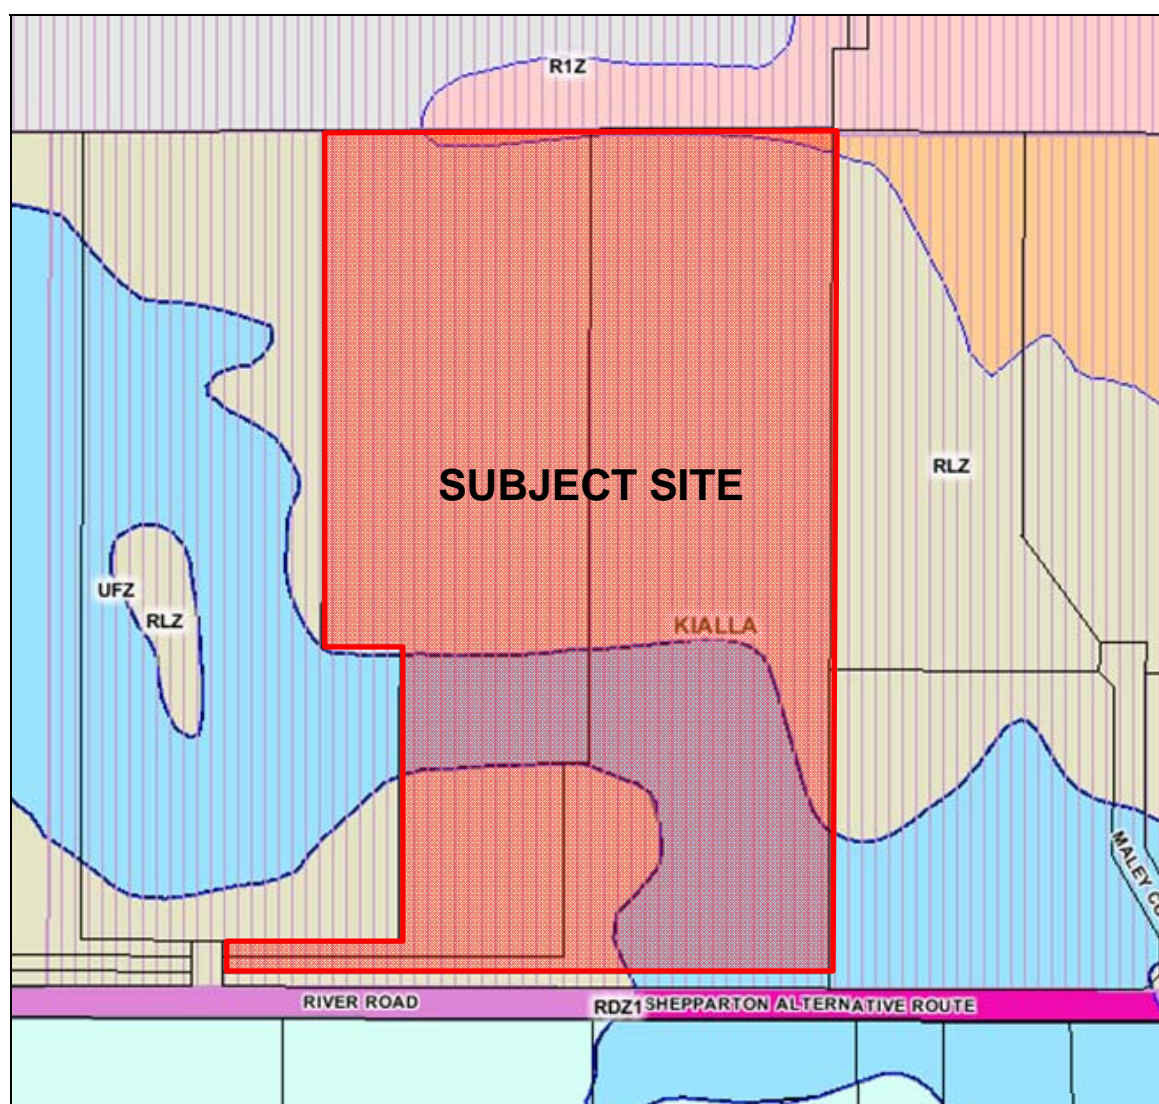 R1Z
RLZ
SUBJECT SITE
UFZ
RLZ
KIALLA
MALEY
RIVER ROAD
RDZ1
SHEPPARTON ALTERNATIVE ROUTE